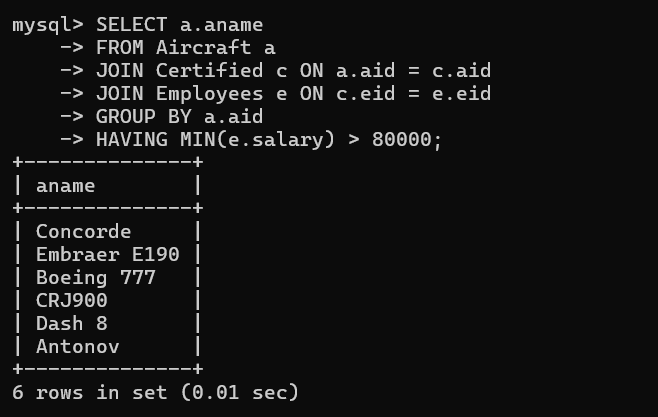 mysql> SELECT a.aname
    -> FROM Aircraft a
    -> JOIN Certified c ON a.aid = c.aid
    -> JOIN Employees e ON c.eid = e.eid
    -> GROUP BY a.aid
    -> HAVING MIN(e.salary) > 80000;
+--------------+
| aname        |
+--------------+
| Concorde     |
| Embraer E190 |
| Boeing 777   |
| CRJ900       |
| Dash 8       |
| Antonov      |
+--------------+
6 rows in set (0.01 sec)